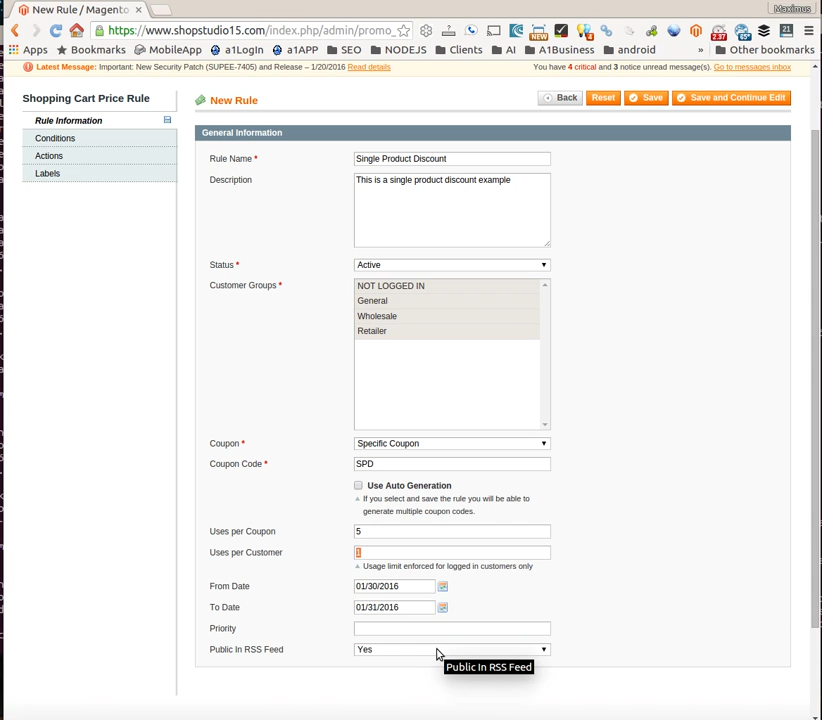 New Rule / Magento
Maximus
https://www.shopstudio15.com/index.php/admin/promo_
NEW 2.37 4 65° 21
Apps Bookmarks MobileApp a1LogIn a1APP SEO NODEJS Clients AI A1Business android » Other bookmarks
Latest Message: Important: New Security Patch (SUPEE-7405) and Release – 1/20/2016 Read details You have 4 critical and 3 notice unread message(s). Go to messages inbox
Shopping Cart Price Rule
Rule Information
Conditions
Actions
Labels
New Rule
Back Reset Save Save and Continue Edit
General Information
Rule Name * Single Product Discount
Description This is a single product discount example
Status * Active
Customer Groups * NOT LOGGED IN
General
Wholesale
Retailer
Coupon * Specific Coupon
Coupon Code * SPD
Use Auto Generation
If you select and save the rule you will be able to
generate multiple coupon codes.
Uses per Coupon 5
Uses per Customer 1
Usage limit enforced for logged in customers only
From Date 01/30/2016
To Date 01/31/2016
Priority
Public In RSS Feed Yes
Public In RSS Feed